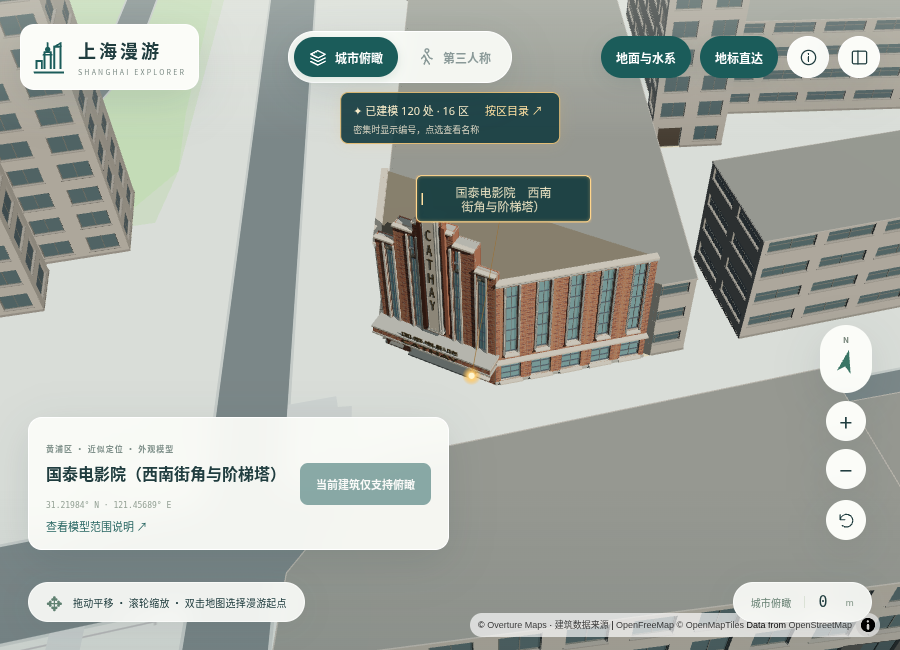 上海漫游
SHANGHAI EXPLORER
城市俯瞰
第三人称
地面与水系
地标直达
✦ 已建模 120 处 · 16 区 按区目录 ↗
密集时显示编号，点选查看名称
国泰电影院 西南
街角与阶梯塔）
CATHAY
N
黄浦区 · 近似定位 · 外观模型
国泰电影院（西南街角与阶梯塔）
当前建筑仅支持俯瞰
31.21984° N · 121.45689° E
查看模型范围说明 ↗
拖动平移 · 滚轮缩放 · 双击地图选择漫游起点
城市俯瞰 0 m
© Overture Maps · 建筑数据来源 | OpenFreeMap © OpenMapTiles Data from OpenStreetMap